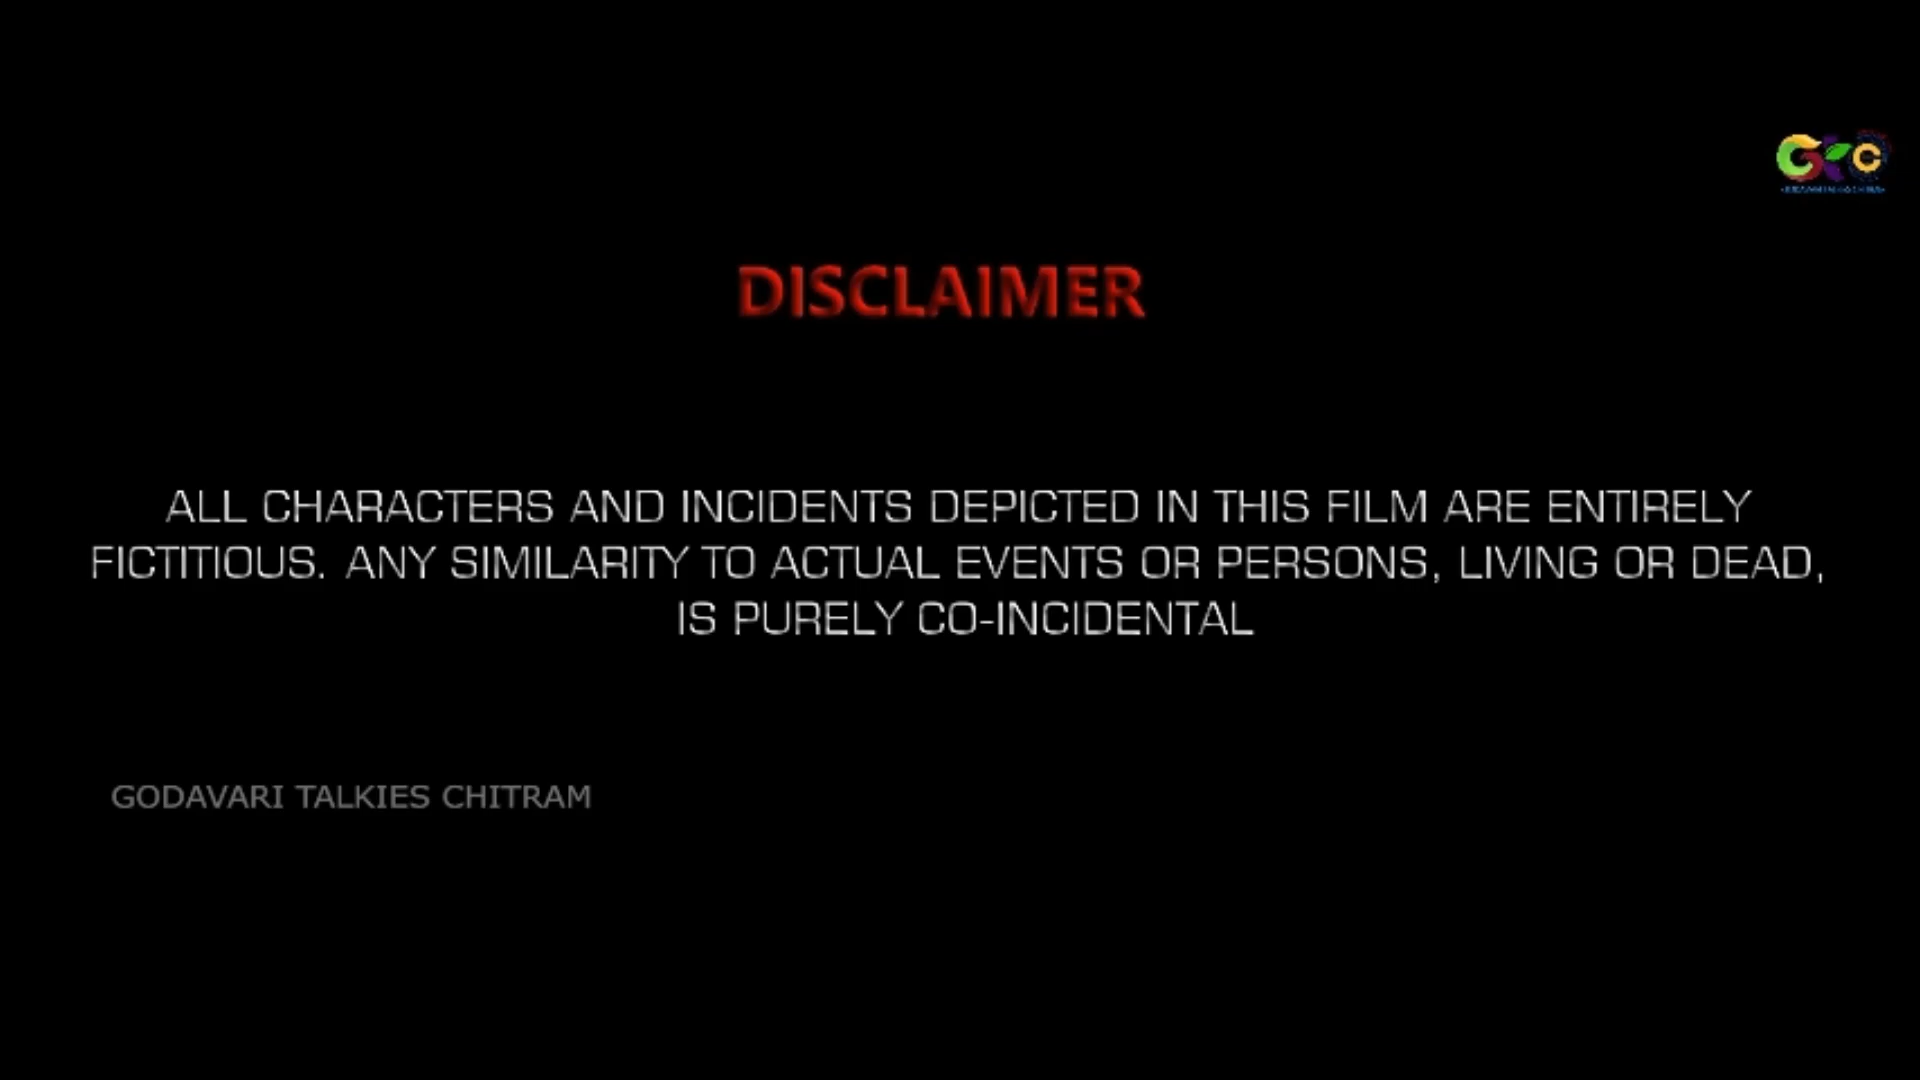 DISCLAIMER
ALL CHARACTERS AND INCIDENTS DEPICTED IN THIS FILM ARE ENTIRELY
FICTITIOUS. ANY SIMILARITY TO ACTUAL EVENTS OR PERSONS, LIVING OR DEAD,
IS PURELY CO-INCIDENTAL
GODAVARI TALKIES CHITRAM